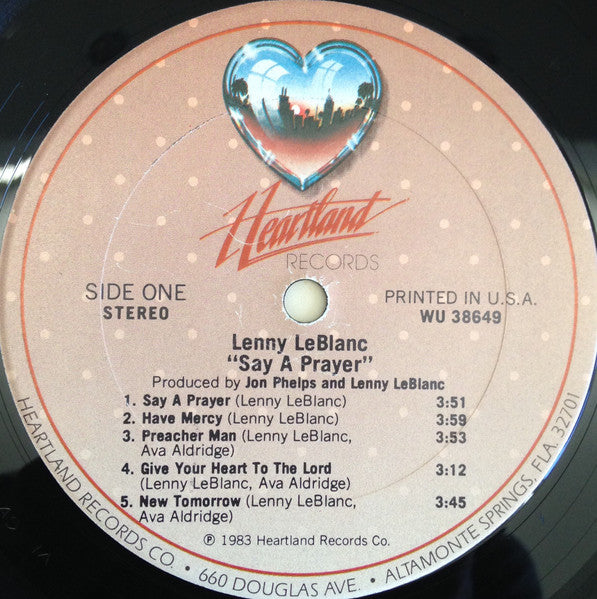 Heartland
RECORDS
SIDE ONE
STEREO
PRINTED IN U.S.A.
WU 38649
Lenny LeBlanc
"Say A Prayer"
Produced by Jon Phelps and Lenny LeBlanc
1. Say A Prayer (Lenny LeBlanc) 3:51
2. Have Mercy (Lenny LeBlanc) 3:59
3. Preacher Man (Lenny LeBlanc, 3:53
Ava Aldridge)
4. Give Your Heart To The Lord 3:12
(Lenny LeBlanc, Ava Aldridge)
5. New Tomorrow (Lenny LeBlanc, 3:45
Ava Aldridge)
℗ 1983 Heartland Records Co.
HEARTLAND RECORDS CO. • 660 DOUGLAS AVE. • ALTAMONTE SPRINGS, FLA. 32701